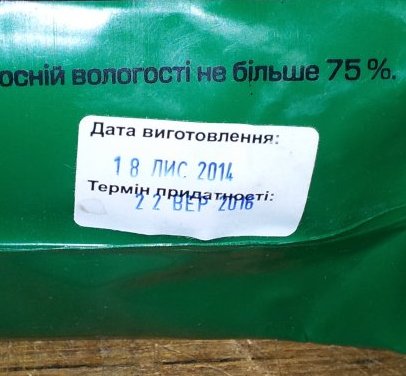 осній вологості не більше 75 %.
Дата виготовлення:
18 ЛИС 2014
Термін придатності:
22 ВЕР 2016